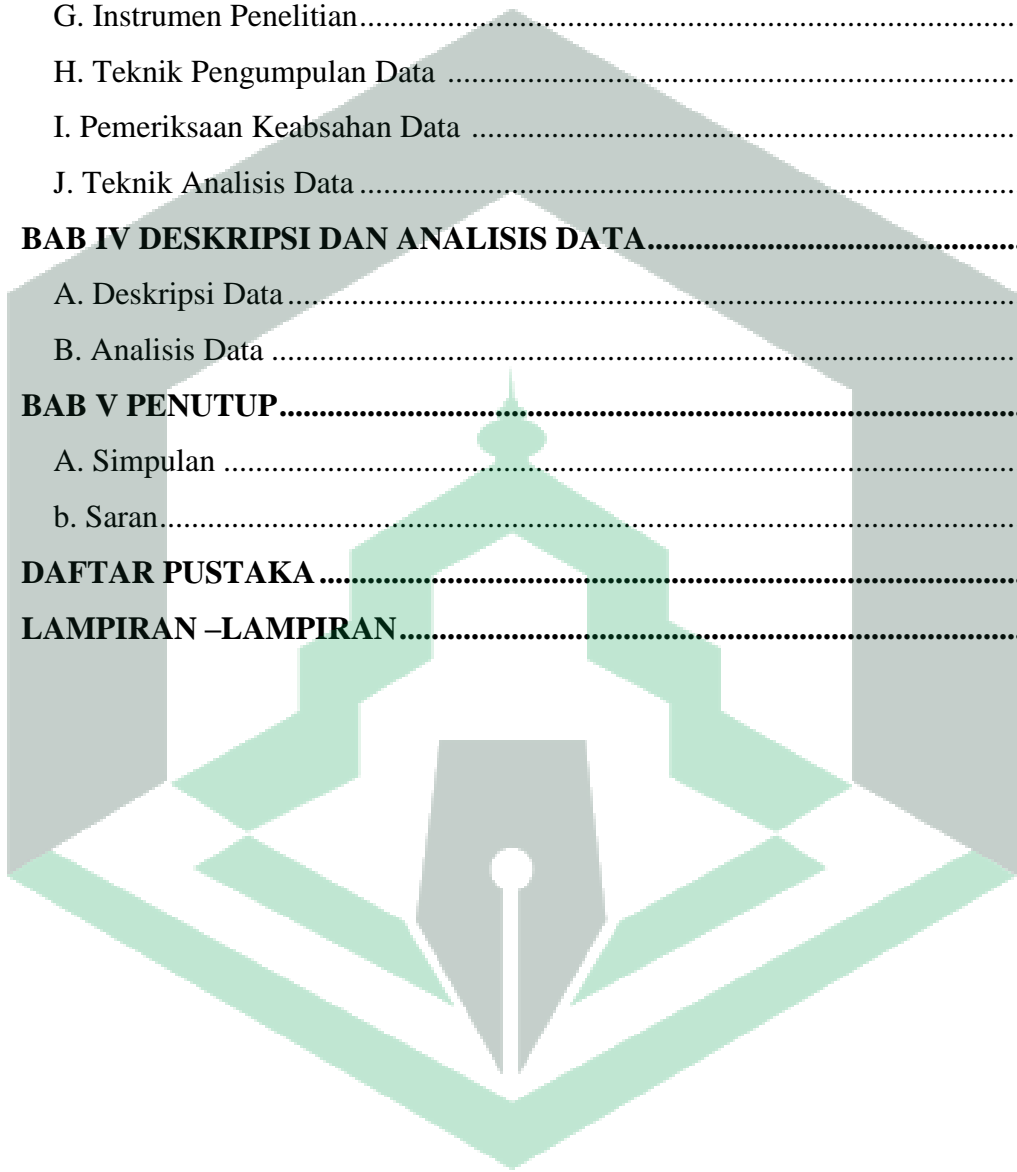 G. Instrumen Penelitian........................................................................
H. Teknik Pengumpulan Data ........................................................................
I. Pemeriksaan Keabsahan Data ....................................................................
J. Teknik Analisis Data ........................................................................
BAB IV DESKRIPSI DAN ANALISIS DATA..............................................
A. Deskripsi Data ........................................................................
B. Analisis Data ........................................................................
BAB V PENUTUP........................................................................
A. Simpulan ........................................................................
b. Saran........................................................................
DAFTAR PUSTAKA ........................................................................
LAMPIRAN –LAMPIRAN........................................................................